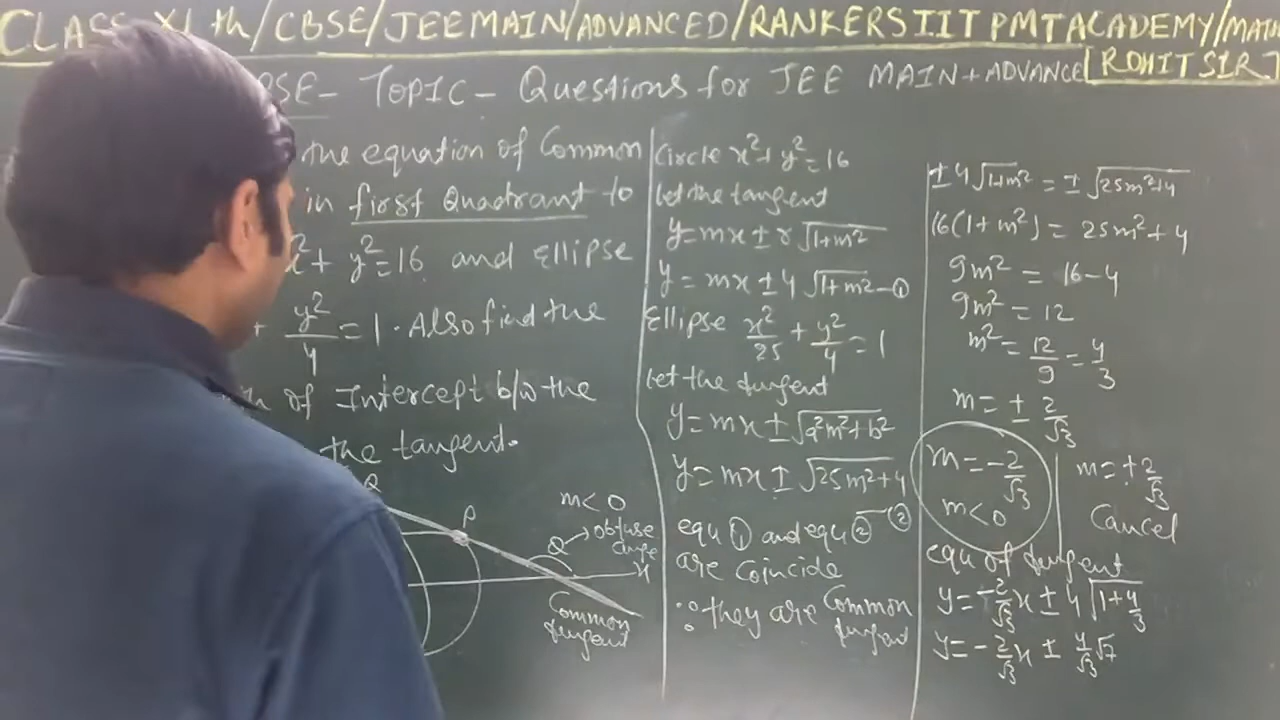 CLASS XI th/CBSE/JEE MAIN/ADVANCED/RANKERS IIT PMT ACADEMY/MATH
[ROHIT SIR]
PSE- TOPIC - Questions for JEE MAIN + ADVANCE
the equation of Common
in first Quadrant to
x²+ y²=16 and Ellipse
+ y²/4 = 1 . Also find the
of Intercept b/w the
the tangent.
Q
P
m<0
θ → obtuse
angle
x
Common
tangent
Circle x²+ y²=16
let the tangent
y=mx ± r √1+m²
y = mx ± 4 √1+m² —①
Ellipse x²/25 + y²/4 = 1
let the tangent
y= mx ± √a²m²+b²
y= mx ± √25m²+4 —②
equ ① and equ ②
are Coincide
∴ they are Common
tangent
±4√1+m² = ± √25m²+4
16(1+m²) = 25m²+4
9m² = 16-4
9m² = 12
m² = 12/9 = 4/3
m= ± 2/√3
m= -2/√3
m<0
m= +2/√3
Cancel
equ of tangent
y= -2/√3 x ± 4 √1+4/3
y= - 2/√3 x ± 4/√3 √7